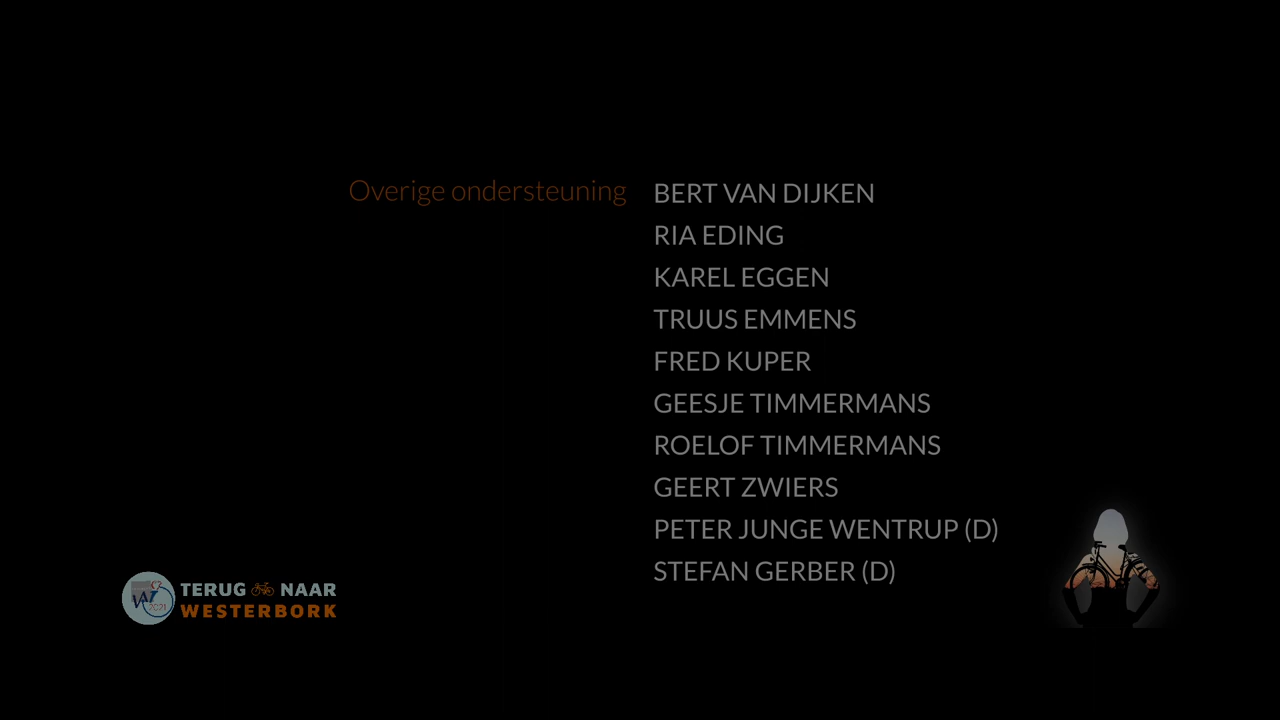 Overige ondersteuning
BERT VAN DIJKEN
RIA EDING
KAREL EGGEN
TRUUS EMMENS
FRED KUPER
GEESJE TIMMERMANS
ROELOF TIMMERMANS
GEERT ZWIERS
PETER JUNGE WENTRUP (D)
STEFAN GERBER (D)
W
2021
TERUG NAAR
WESTERBORK